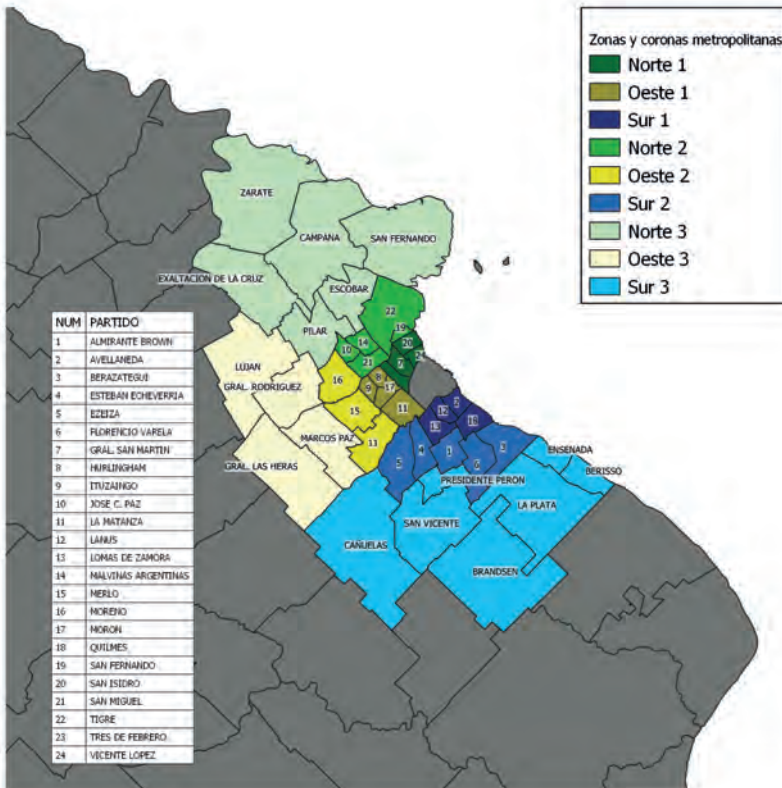 Zonas y coronas metropolitanas
Norte 1
Oeste 1
Sur 1
Norte 2
Oeste 2
Sur 2
Norte 3
Oeste 3
Sur 3
ZARATE
CAMPANA
SAN FERNANDO
EXALTACION DE LA CRUZ
ESCOBAR
PILAR
LUJAN
GRAL. RODRIGUEZ
MARCOS PAZ
GRAL. LAS HERAS
ENSENADA
BERISSO
PRESIDENTE PERON
LA PLATA
SAN VICENTE
CAÑUELAS
BRANDSEN
22
19
20
14
10
21
7
24
8
17
9
16
11
15
11
2
12
18
13
5
4
1
6
3
NUM PARTIDO
1 ALMIRANTE BROWN
2 AVELLANEDA
3 BERAZATEGUI
4 ESTEBAN ECHEVERRIA
5 EZEIZA
6 FLORENCIO VARELA
7 GRAL. SAN MARTIN
8 HURLINGHAM
9 ITUZAINGO
10 JOSE C. PAZ
11 LA MATANZA
12 LANUS
13 LOMAS DE ZAMORA
14 MALVINAS ARGENTINAS
15 MERLO
16 MORENO
17 MORON
18 QUILMES
19 SAN FERNANDO
20 SAN ISIDRO
21 SAN MIGUEL
22 TIGRE
23 TRES DE FEBRERO
24 VICENTE LOPEZ